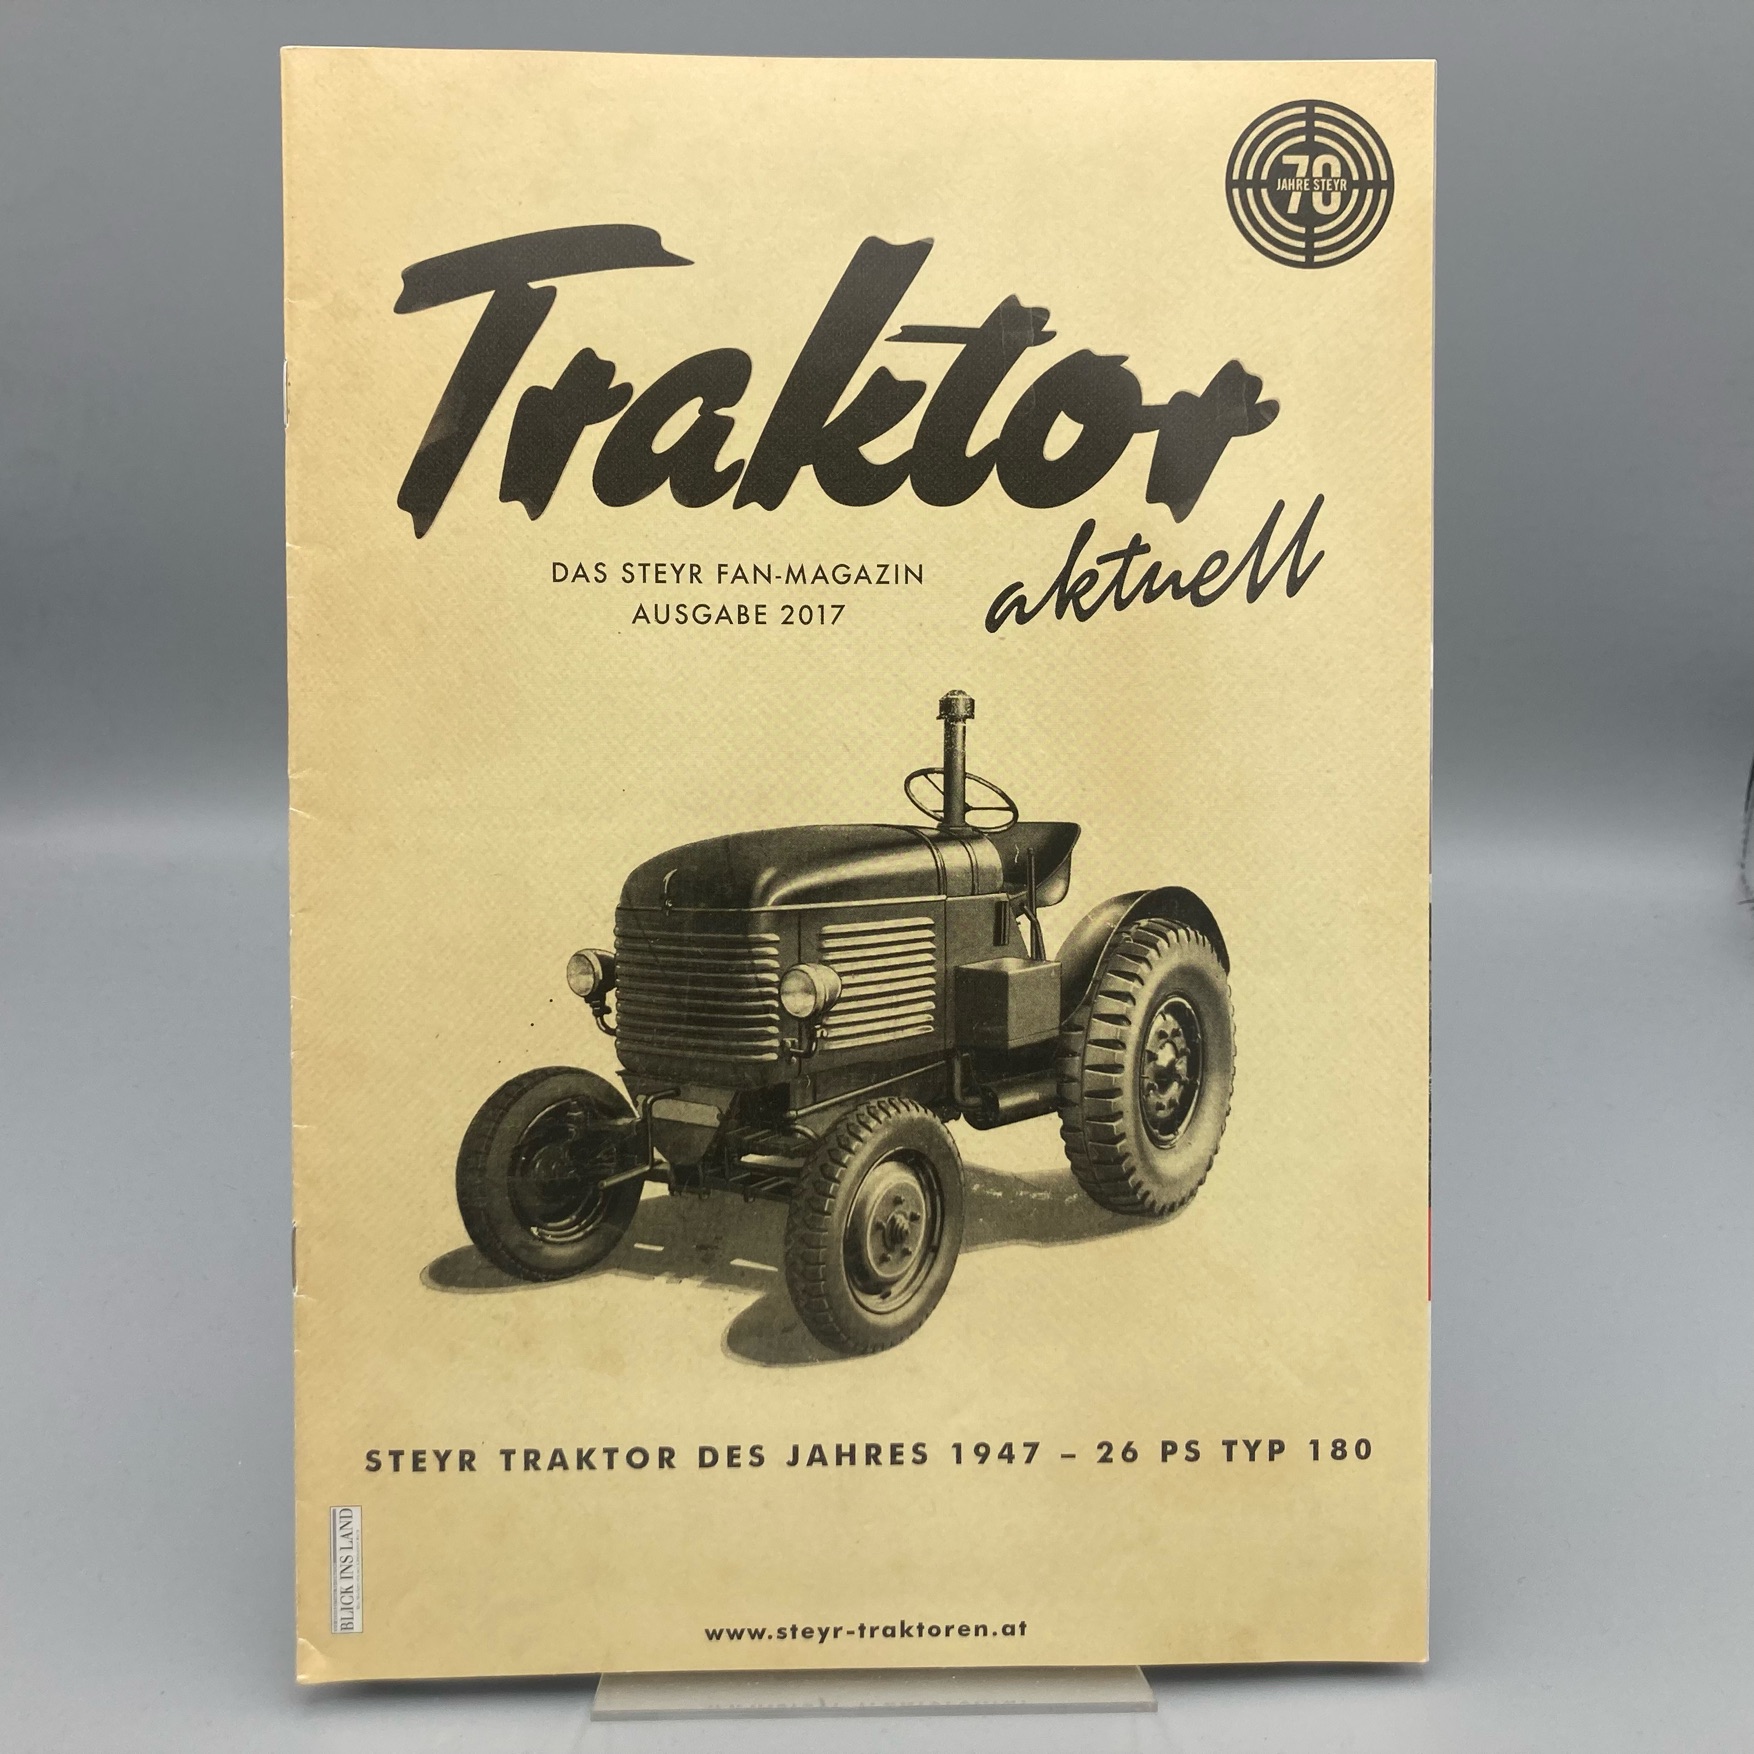 70
JAHRE STEYR
Traktor
aktuell
DAS STEYR FAN-MAGAZIN
AUSGABE 2017
STEYR TRAKTOR DES JAHRES 1947 – 26 PS TYP 180
BLICK INS LAND
www.steyr-traktoren.at